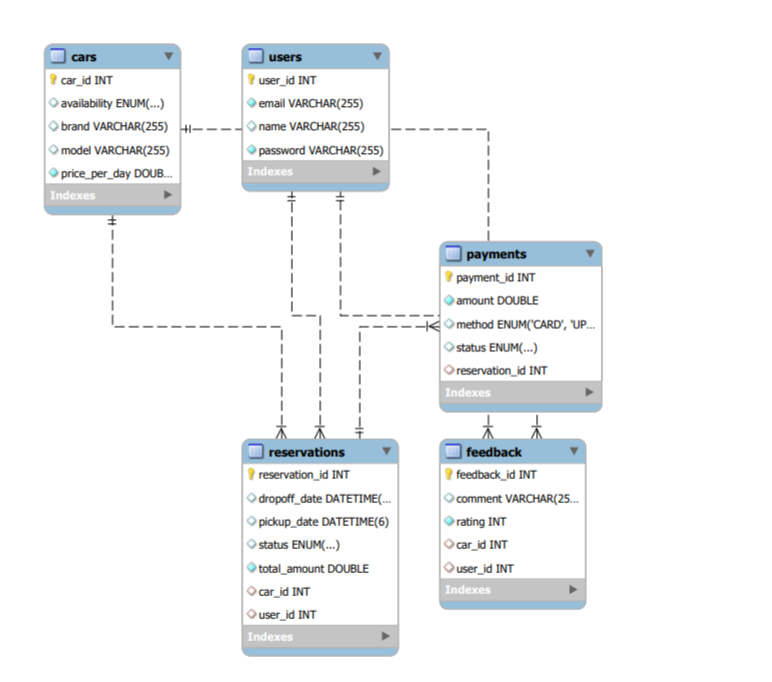 cars
car_id INT
availability ENUM(...)
brand VARCHAR(255)
model VARCHAR(255)
price_per_day DOUB...
Indexes
users
user_id INT
email VARCHAR(255)
name VARCHAR(255)
password VARCHAR(255)
Indexes
payments
payment_id INT
amount DOUBLE
method ENUM('CARD', 'UP...
status ENUM(...)
reservation_id INT
Indexes
reservations
reservation_id INT
dropoff_date DATETIME(...
pickup_date DATETIME(6)
status ENUM(...)
total_amount DOUBLE
car_id INT
user_id INT
Indexes
feedback
feedback_id INT
comment VARCHAR(25...
rating INT
car_id INT
user_id INT
Indexes